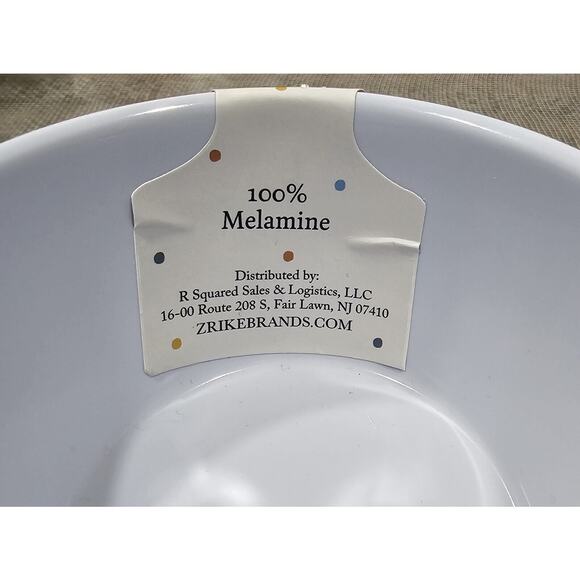 100%
Melamine
Distributed by:
R Squared Sales & Logistics, LLC
16-00 Route 208 S, Fair Lawn, NJ 07410
ZRIKEBRANDS.COM